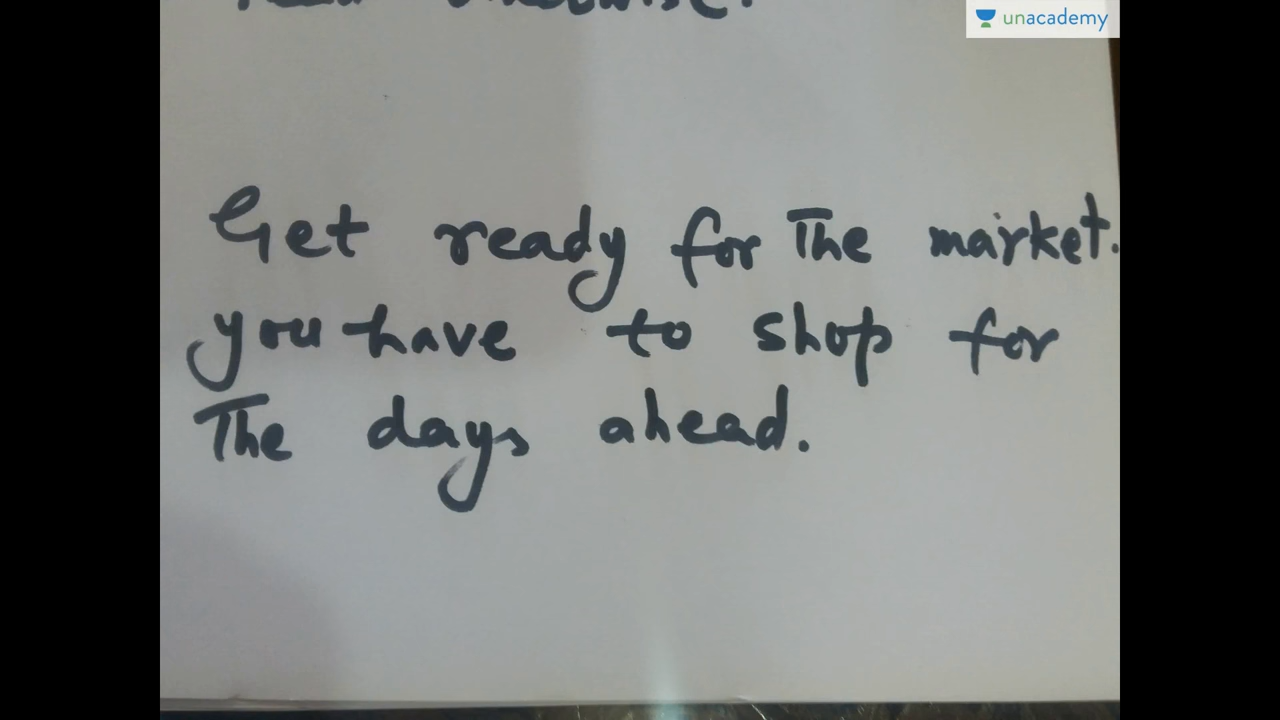 unacademy
Get ready for The market.
you have to shop for
The days ahead.